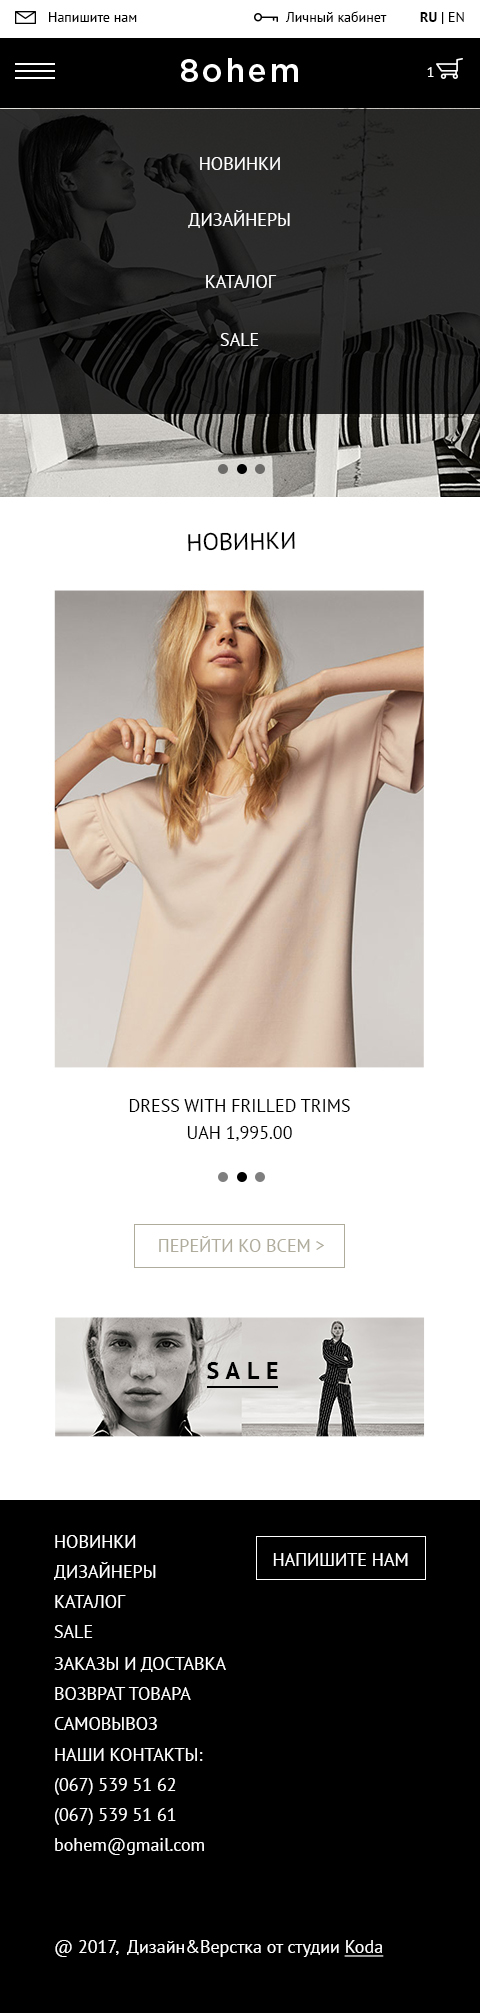 Напишите нам
Личный кабинет
RU | EN
8ohem
1
НОВИНКИ
ДИЗАЙНЕРЫ
КАТАЛОГ
SALE
НОВИНКИ
DRESS WITH FRILLED TRIMS
UAH 1,995.00
ПЕРЕЙТИ КО ВСЕМ >
SALE
НОВИНКИ
ДИЗАЙНЕРЫ
КАТАЛОГ
SALE
ЗАКАЗЫ И ДОСТАВКА
ВОЗВРАТ ТОВАРА
САМОВЫВОЗ
НАШИ КОНТАКТЫ:
(067) 539 51 62
(067) 539 51 61
bohem@gmail.com
НАПИШИТЕ НАМ
@ 2017, Дизайн&Верстка от студии Koda